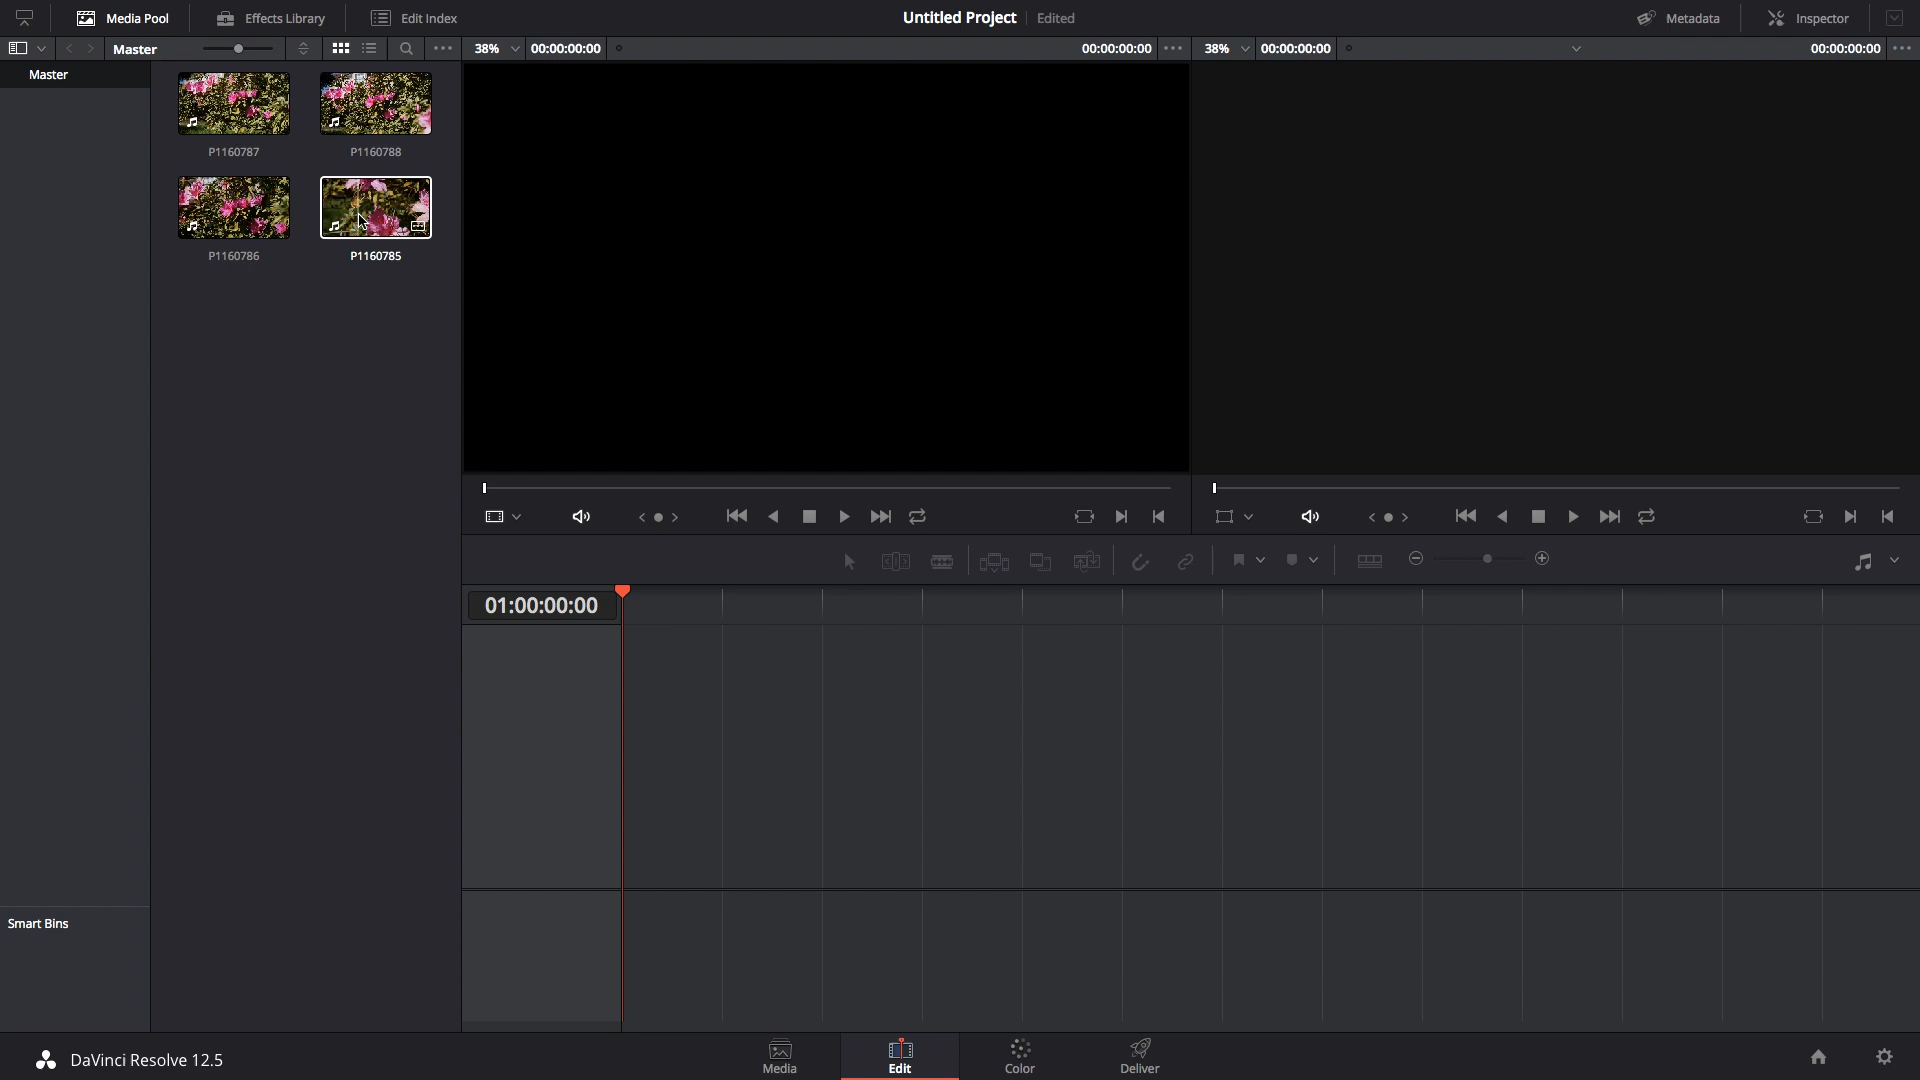 Media Pool
Effects Library
Edit Index
Untitled Project
Edited
Metadata
Inspector
Master
38%
00:00:00:00
00:00:00:00
38%
00:00:00:00
00:00:00:00
Master
P1160787
P1160788
P1160786
P1160785
01:00:00:00
Smart Bins
DaVinci Resolve 12.5
Media
Edit
Color
Deliver